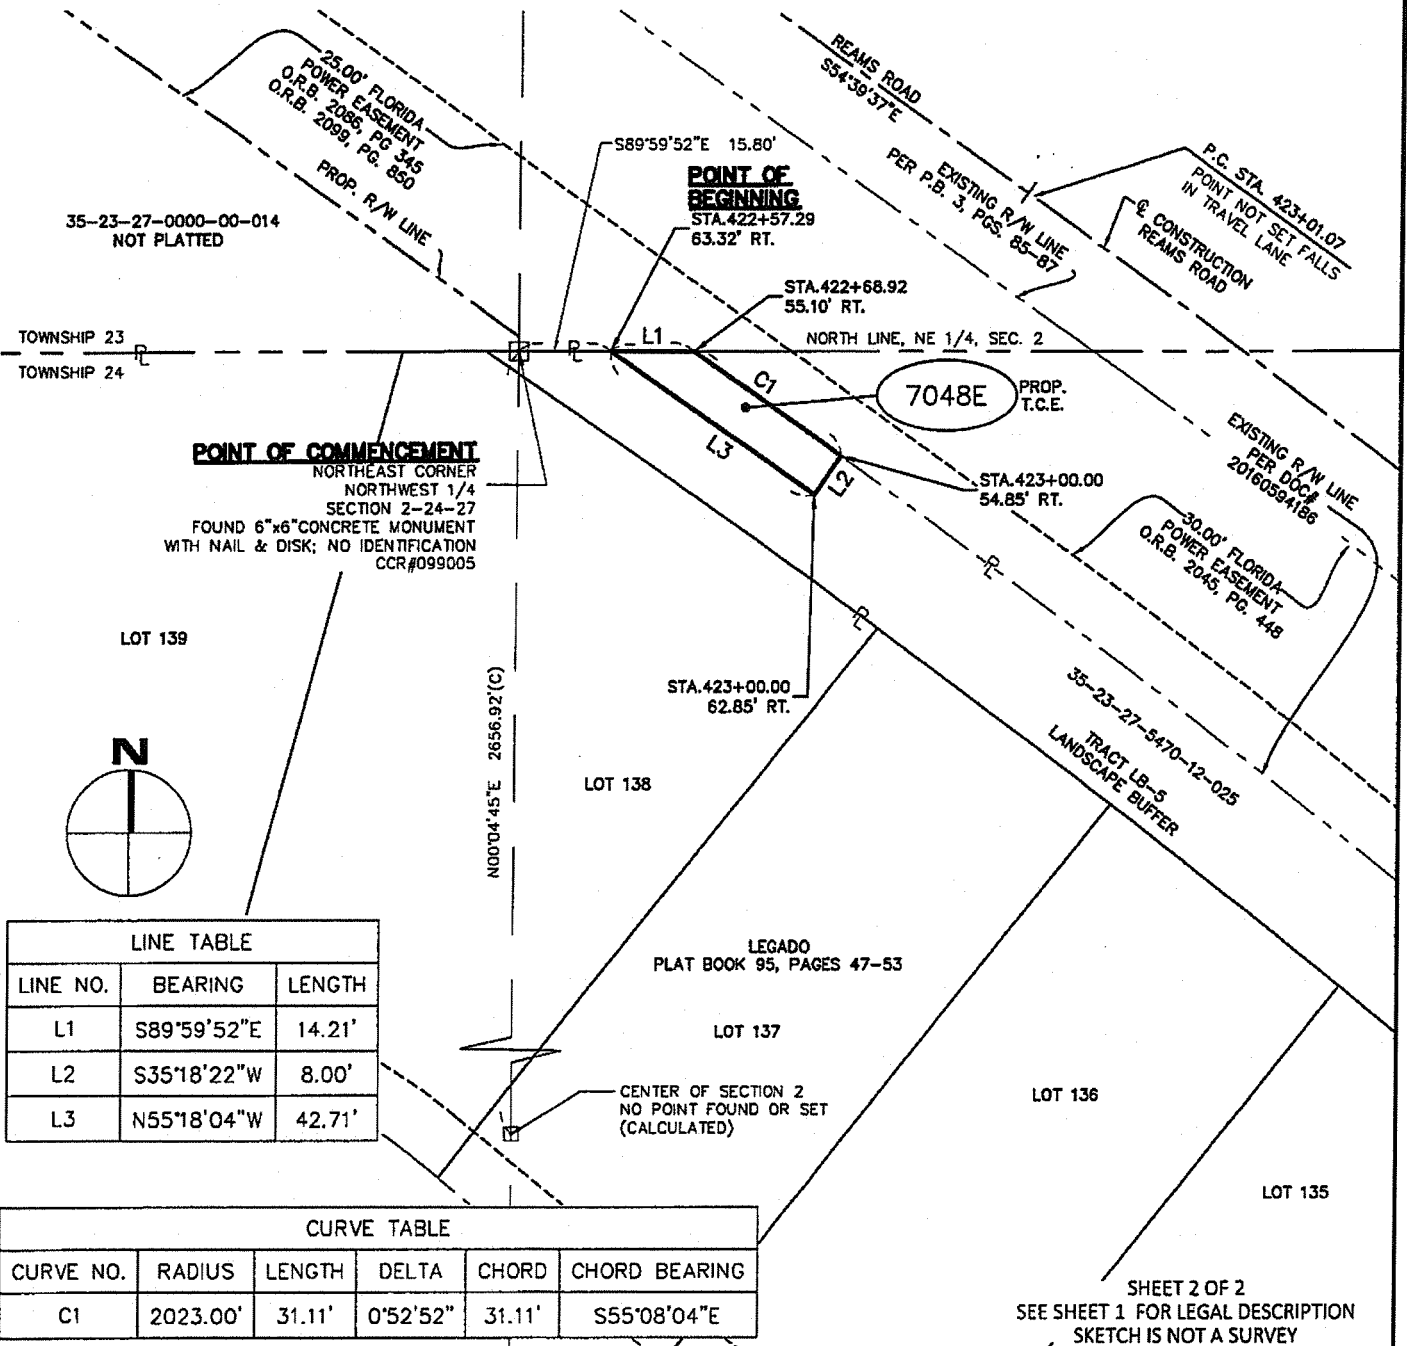 25.00' FLORIDA
POWER EASEMENT
O.R.B. 2086, PG 345
O.R.B. 2099, PG. 850
PROP. R/W LINE
35-23-27-0000-00-014
NOT PLATTED
S89°59'52"E 15.80'
POINT OF
BEGINNING
STA.422+57.29
63.32' RT.
REAMS ROAD
S54°39'37"E
EXISTING R/W LINE
PER P.B. 3, PGS. 85-87
P.C. STA. 423+01.07
POINT NOT SET FALLS
IN TRAVEL LANE
℄ CONSTRUCTION
REAMS ROAD
STA.422+68.92
55.10' RT.
TOWNSHIP 23
TOWNSHIP 24
PL
PL
L1
NORTH LINE, NE 1/4, SEC. 2
C1
7048E
PROP.
T.C.E.
L3
L2
POINT OF COMMENCEMENT
NORTHEAST CORNER
NORTHWEST 1/4
SECTION 2-24-27
FOUND 6"x6"CONCRETE MONUMENT
WITH NAIL & DISK; NO IDENTIFICATION
CCR#099005
STA.423+00.00
54.85' RT.
EXISTING R/W LINE
PER DOC#
20160594186
30.00' FLORIDA
POWER EASEMENT
O.R.B. 2045, PG. 448
PL
PL
LOT 139
STA.423+00.00
62.85' RT.
N00°04'45"E 2656.92'(C)
35-23-27-5470-12-025
TRACT LB-5
LANDSCAPE BUFFER
N
LOT 138
LEGADO
PLAT BOOK 95, PAGES 47-53
LOT 137
LINE TABLE
LINE NO. BEARING LENGTH
L1 S89°59'52"E 14.21'
L2 S35°18'22"W 8.00'
L3 N55°18'04"W 42.71'
CENTER OF SECTION 2
NO POINT FOUND OR SET
(CALCULATED)
LOT 136
LOT 135
CURVE TABLE
CURVE NO. RADIUS LENGTH DELTA CHORD CHORD BEARING
C1 2023.00' 31.11' 0°52'52" 31.11' S55°08'04"E
SHEET 2 OF 2
SEE SHEET 1 FOR LEGAL DESCRIPTION
SKETCH IS NOT A SURVEY